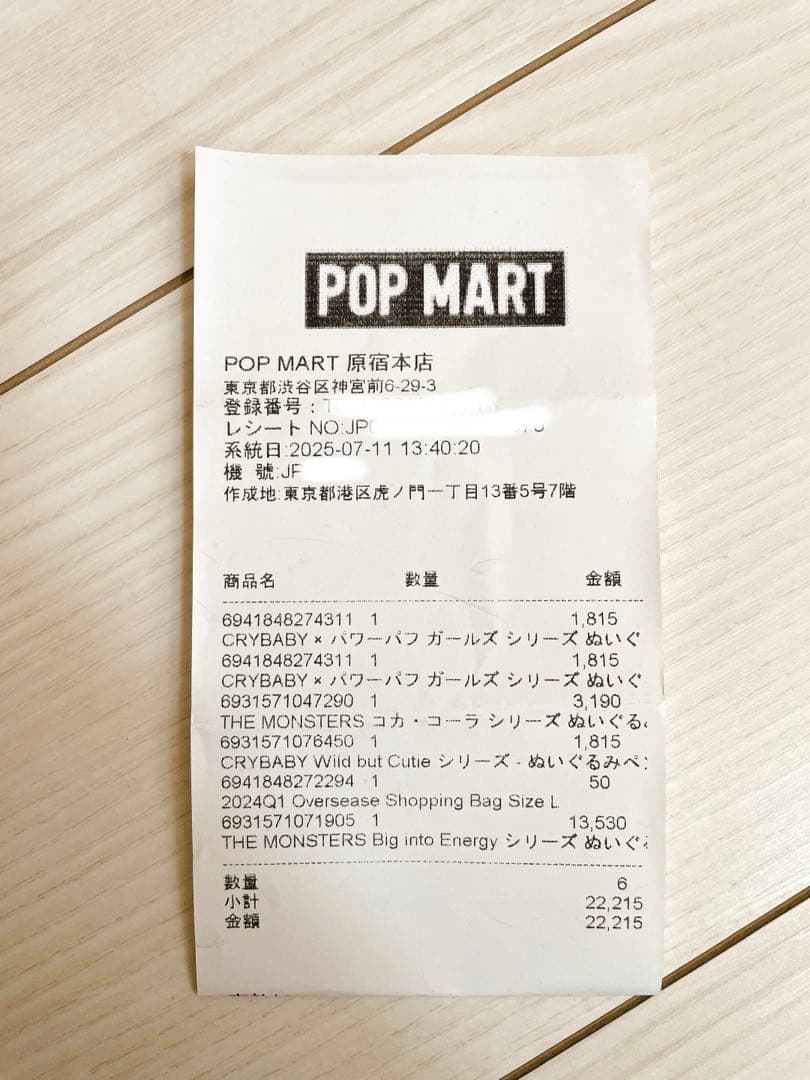 POP MART
POP MART 原宿本店
東京都渋谷区神宮前6-29-3
登録番号:T
レシート NO:JP
系統日:2025-07-11 13:40:20
機 號:JP
作成地:東京都港区虎ノ門一丁目13番5号7階
商品名 数量 金額
6941848274311 1 1,815
CRYBABY × パワーパフ ガールズ シリーズ ぬいぐ
6941848274311 1 1,815
CRYBABY × パワーパフ ガールズ シリーズ ぬいぐ
6931571047290 1 3,190
THE MONSTERS コカ・コーラ シリーズ ぬいぐる
6931571076450 1 1,815
CRYBABY Wild but Cutie シリーズ - ぬいぐるみペン
6941848272294 1 50
2024Q1 Oversease Shopping Bag Size L
6931571071905 1 13,530
THE MONSTERS Big into Energy シリーズ ぬいぐ
数量 6
小計 22,215
金額 22,215